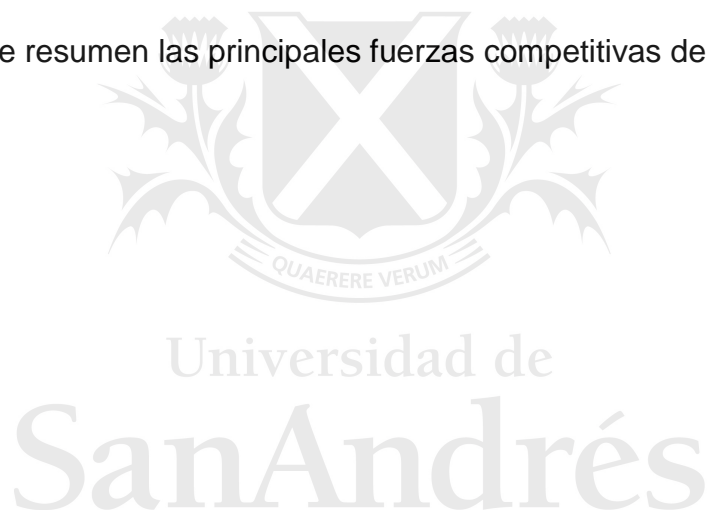 e resumen las principales fuerzas competitivas de
QUAERERE VERUM
Universidad de
SanAndrés